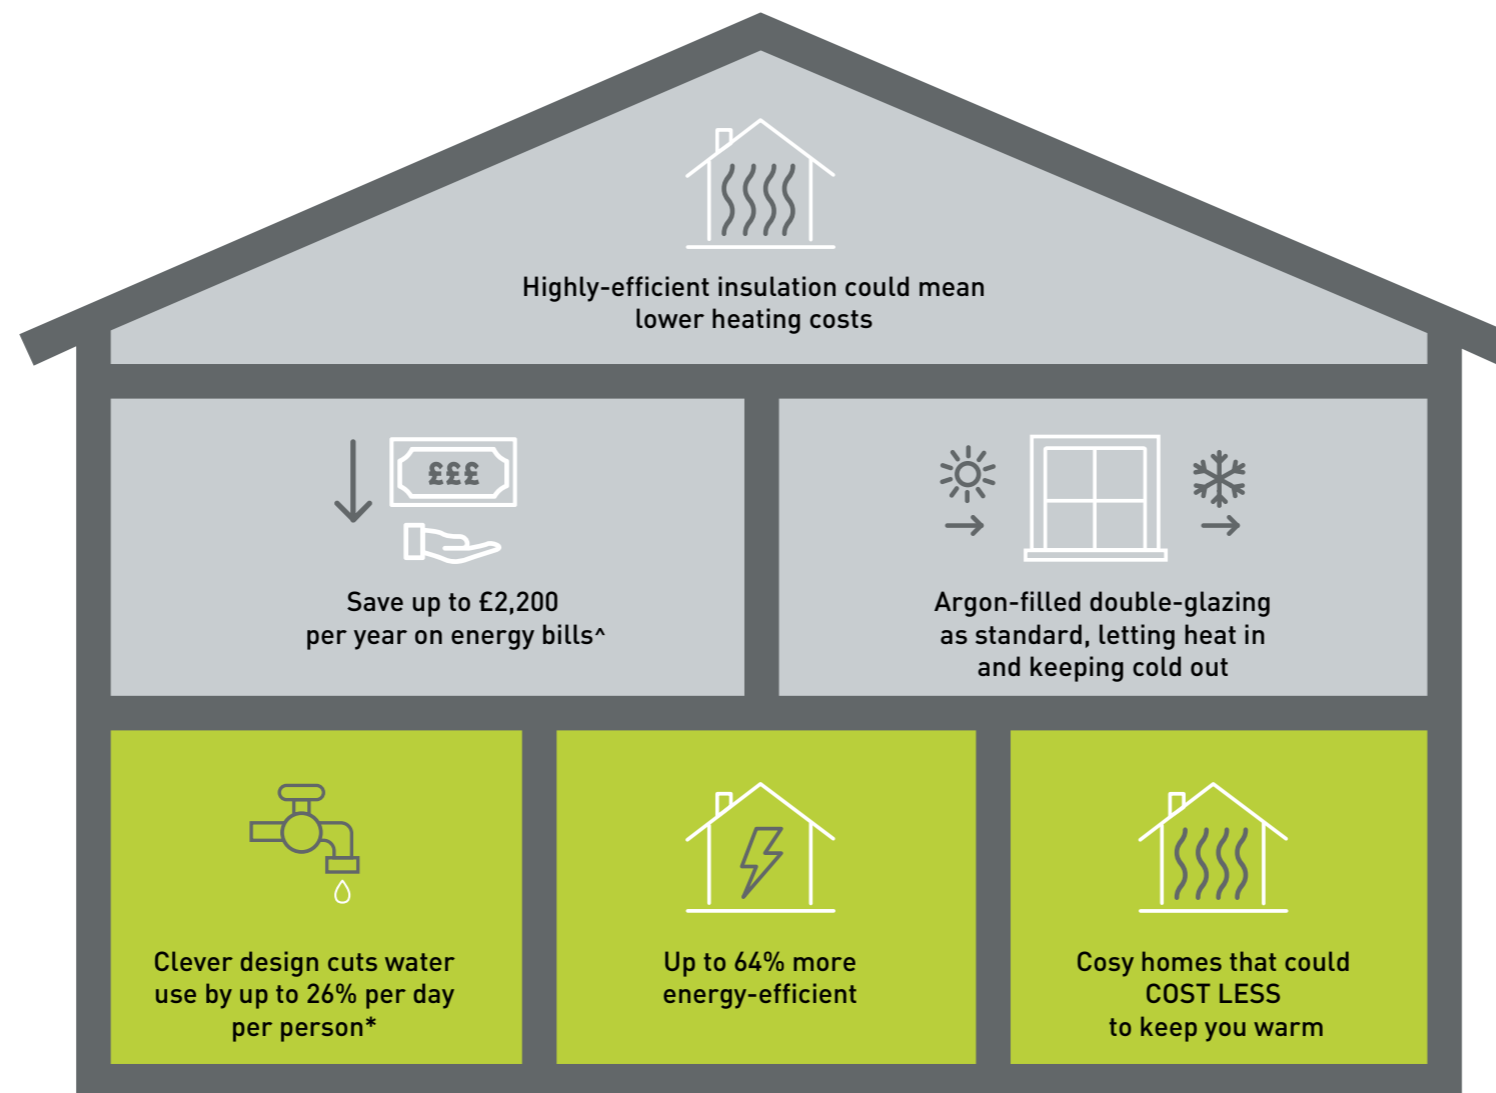 Highly-efficient insulation could mean
lower heating costs
£££
Save up to £2,200
per year on energy bills^
Argon-filled double-glazing
as standard, letting heat in
and keeping cold out
Clever design cuts water
use by up to 26% per day
per person*
Up to 64% more
energy-efficient
Cosy homes that could
COST LESS
to keep you warm